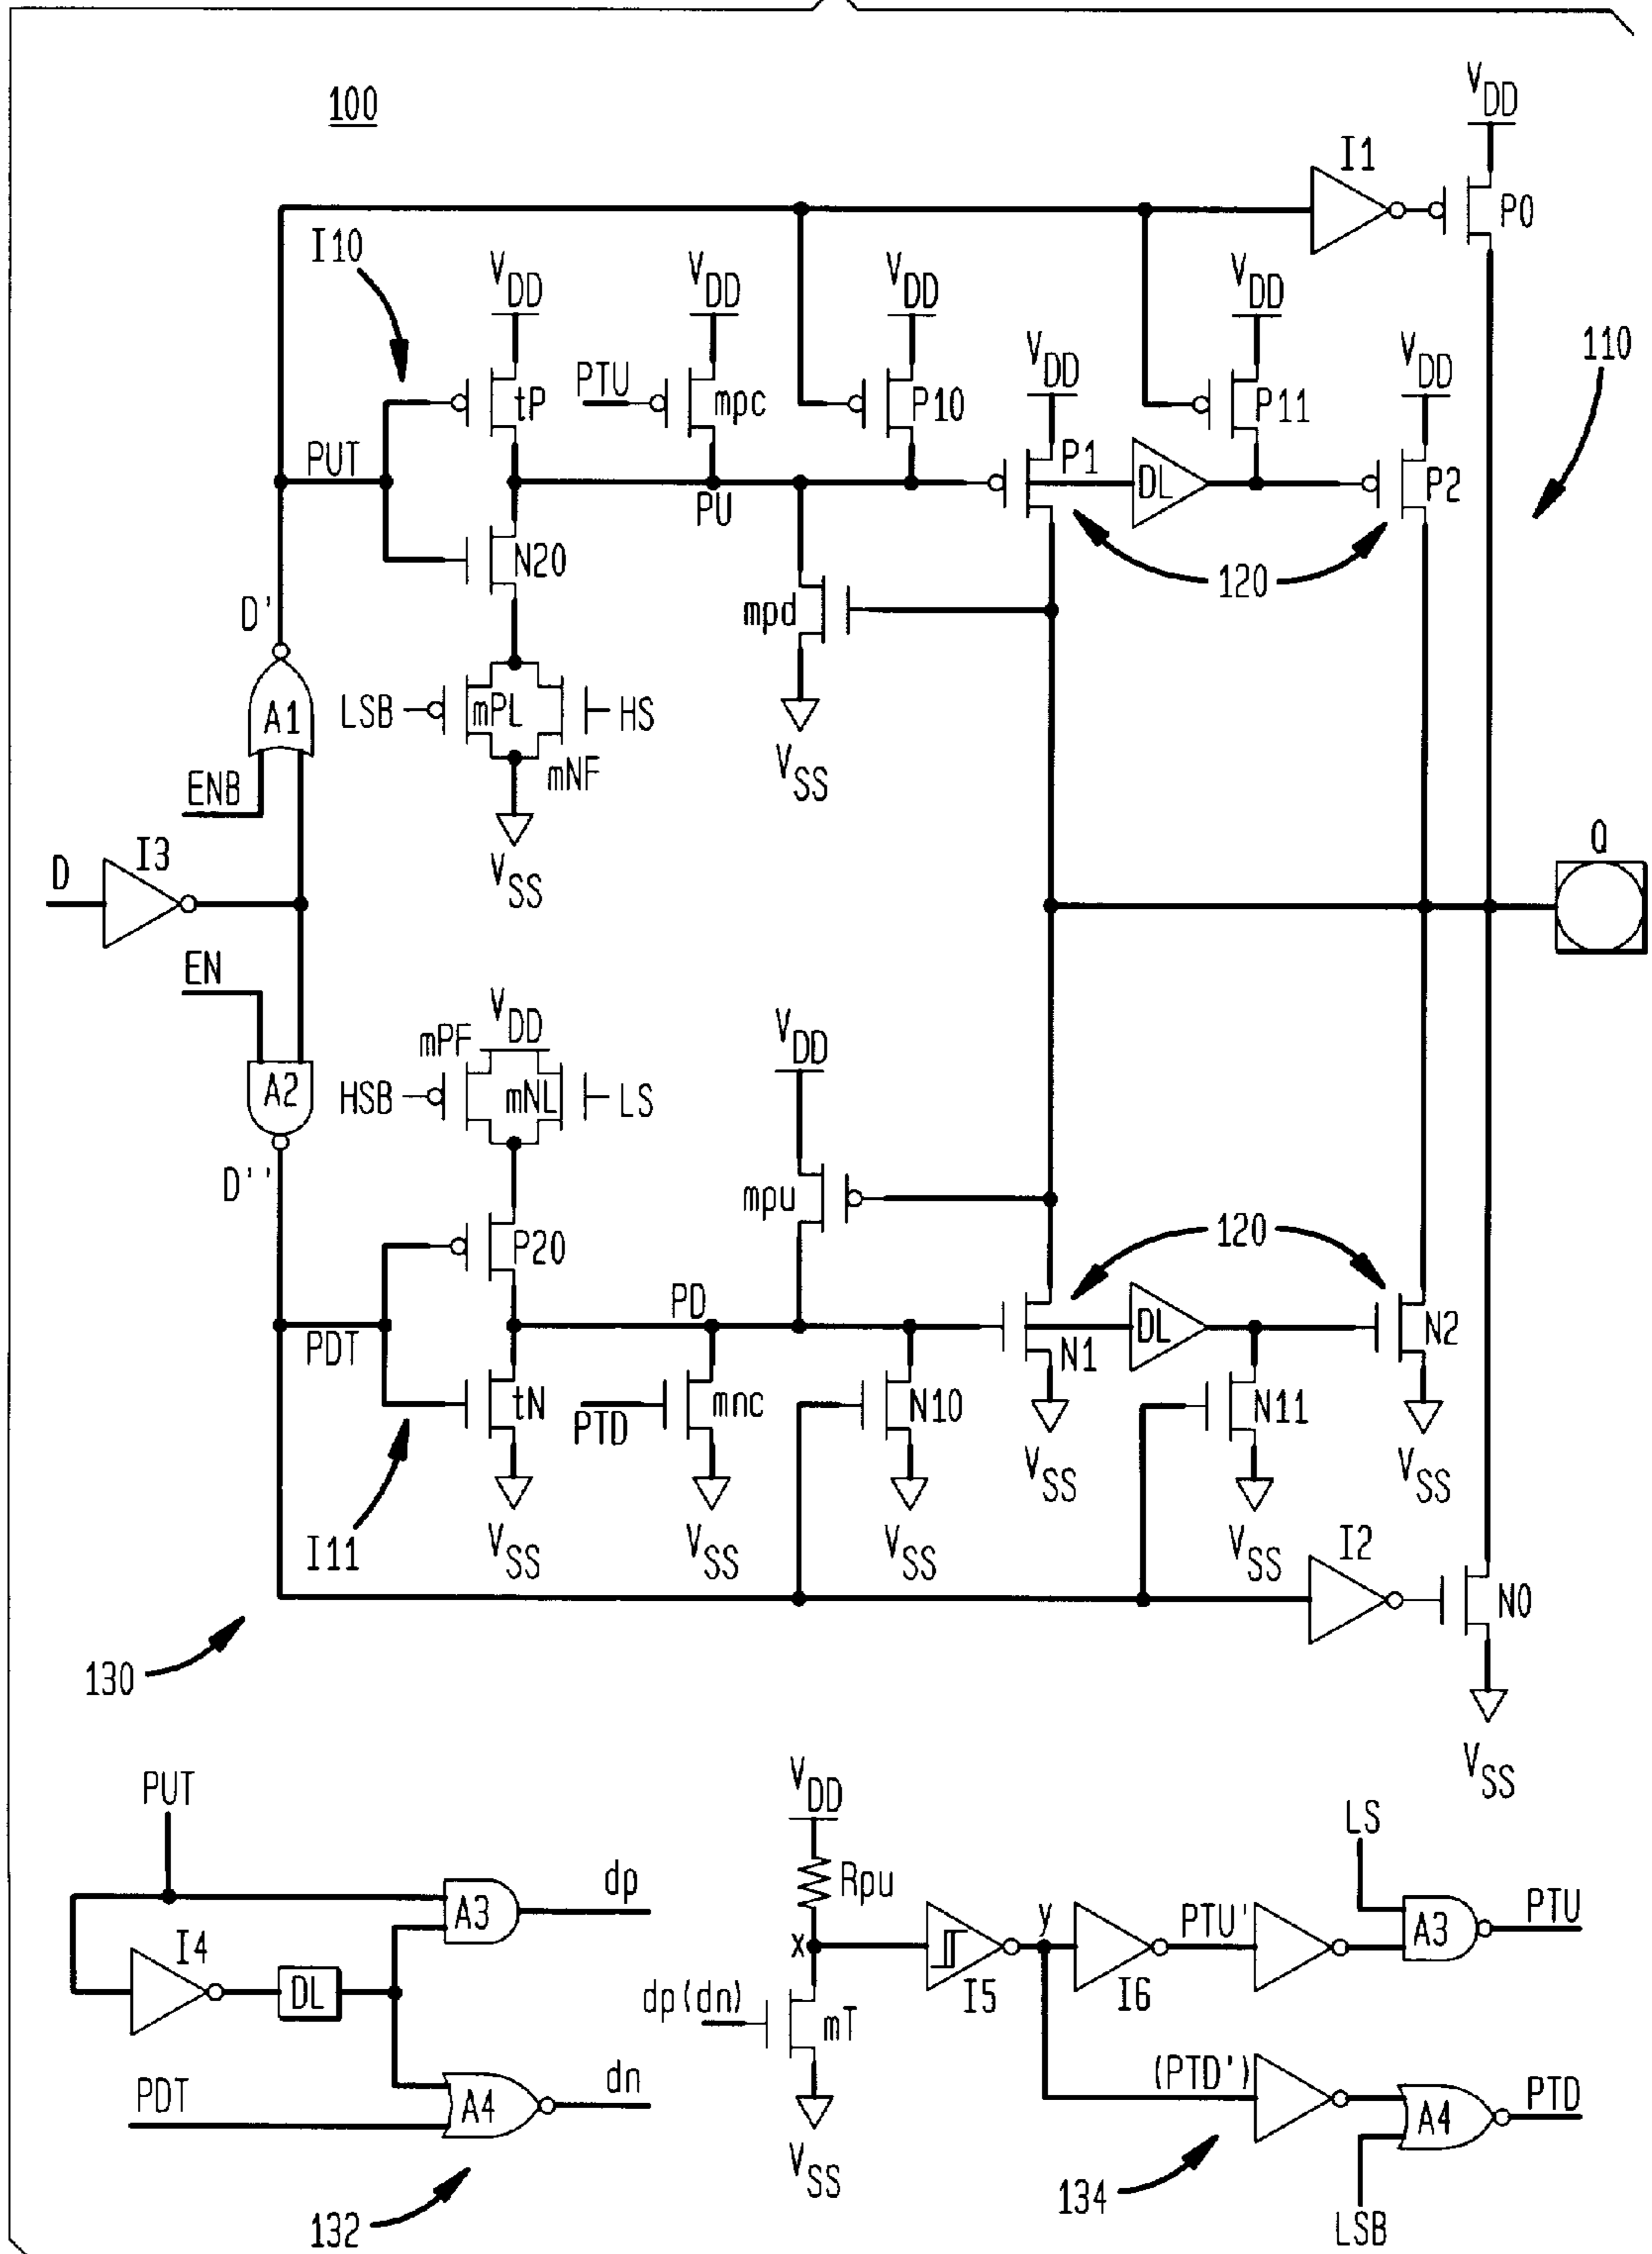 100
VDD
I1
P0
I10
VDD
VDD
VDD
VDD
VDD
VDD
110
PTU
tP
mpc
P10
P11
PUT
PU
P1
DL
P2
N20
120
D'
mpd
LSB
mPL
HS
A1
mNF
VSS
ENB
VSS
Q
D
I3
EN
VDD
mPF
VDD
A2
HSB
mNL
LS
D''
mpu
120
P20
PD
PDT
DL
N1
N2
tN
mnc
N10
N11
PTD
VSS
VSS
I11
VSS
VSS
VSS
VSS
I2
N0
130
VSS
PUT
VDD
LS
dp
Rpu
A3
y
PTU'
PTU
I4
x
A3
DL
dp(dn)
I5
I6
mT
PDT
dn
(PTD')
PTD
A4
A4
VSS
134
132
LSB